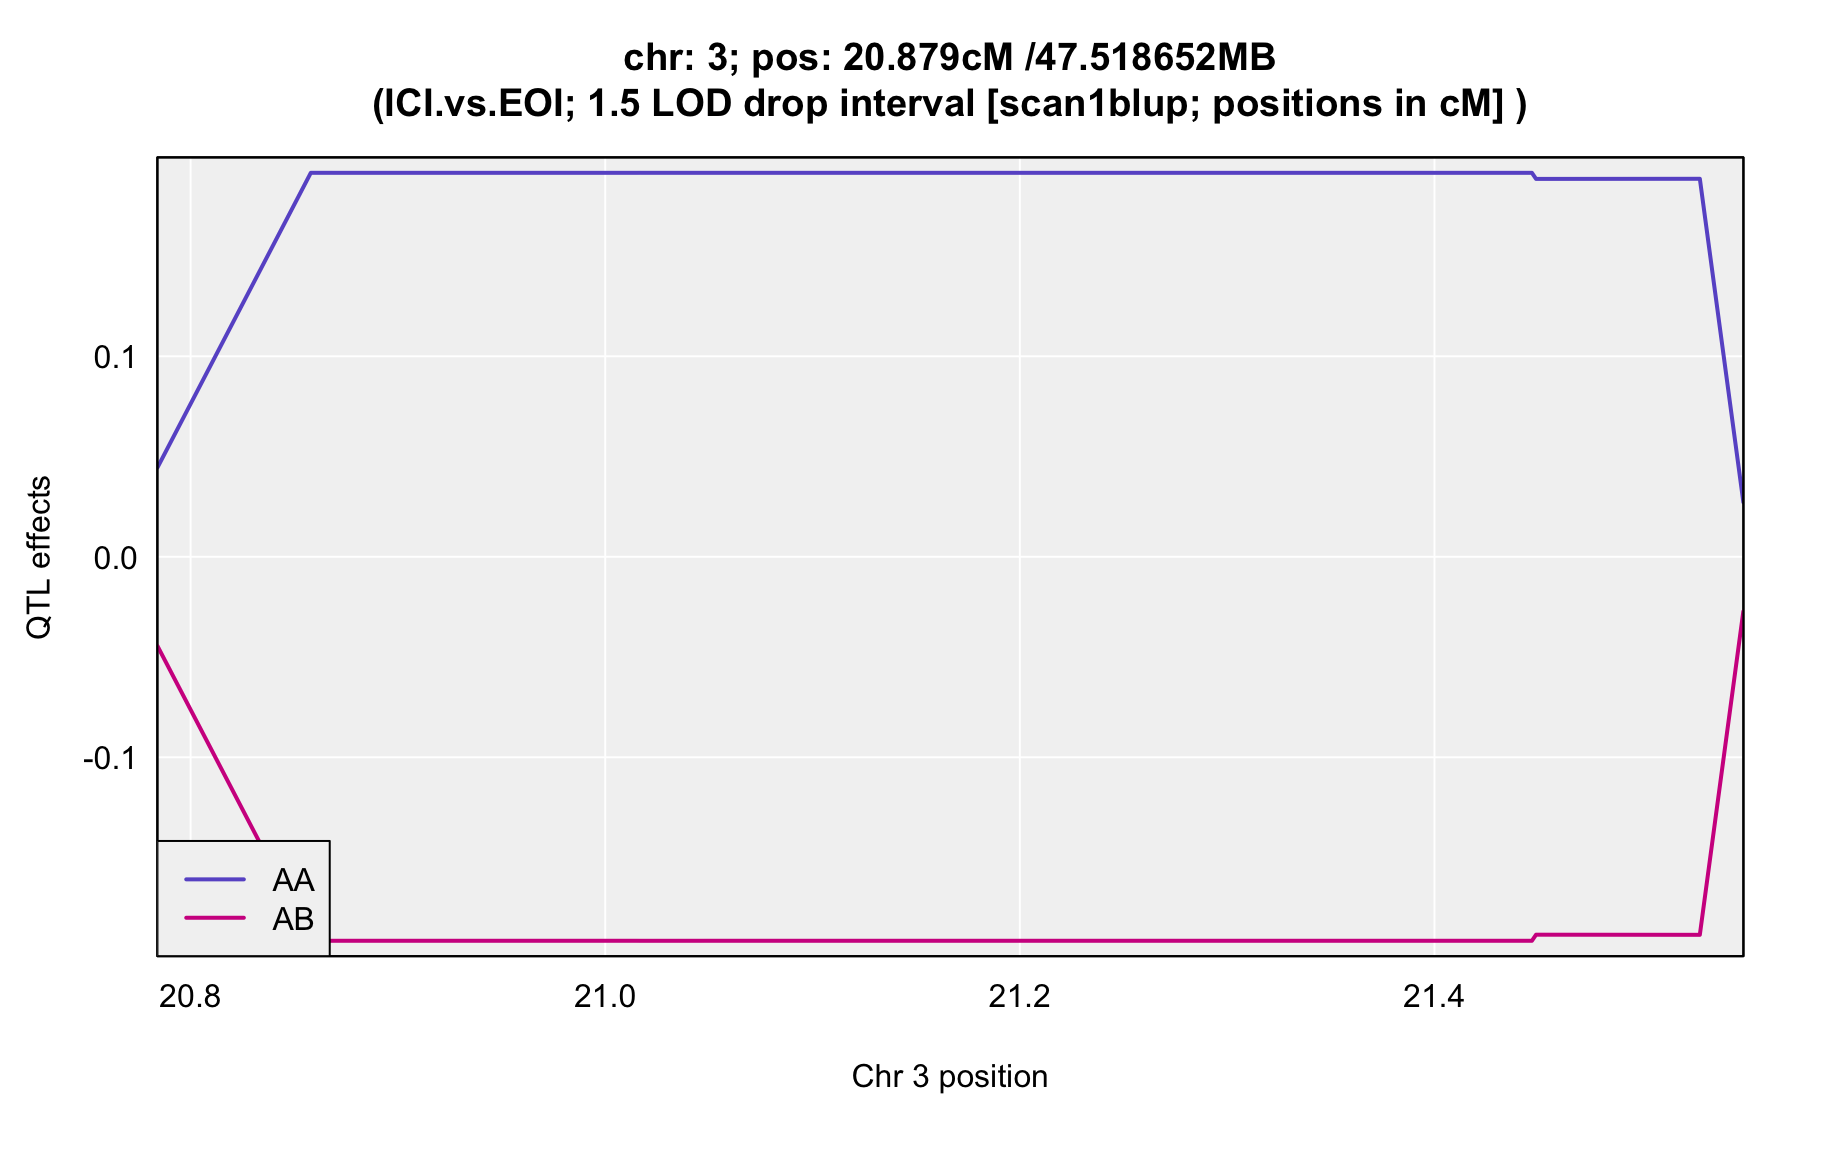 chr: 3; pos: 20.879cM /47.518652MB
(ICI.vs.EOI; 1.5 LOD drop interval [scan1blup; positions in cM] )
QTL effects
0.1
0.0
-0.1
AA
AB
20.8 21.0 21.2 21.4
Chr 3 position